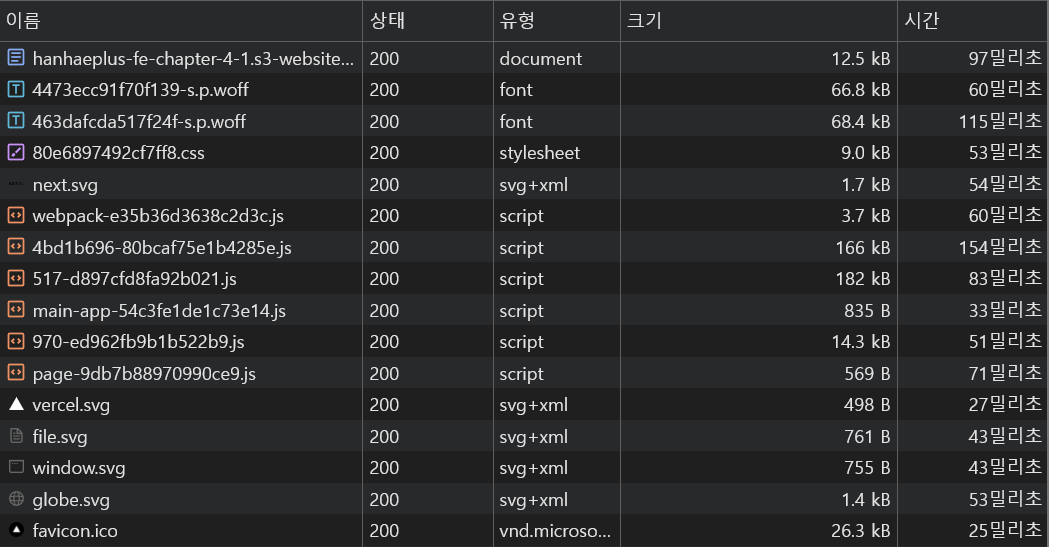 이름 상태 유형 크기 시간
hanhaeplus-fe-chapter-4-1.s3-website... 200 document 12.5 kB 97밀리초
4473ecc91f70f139-s.p.woff 200 font 66.8 kB 60밀리초
463dafcda517f24f-s.p.woff 200 font 68.4 kB 115밀리초
80e6897492cf7ff8.css 200 stylesheet 9.0 kB 53밀리초
next.svg 200 svg+xml 1.7 kB 54밀리초
webpack-e35b36d3638c2d3c.js 200 script 3.7 kB 60밀리초
4bd1b696-80bcaf75e1b4285e.js 200 script 166 kB 154밀리초
517-d897cfd8fa92b021.js 200 script 182 kB 83밀리초
main-app-54c3fe1de1c73e14.js 200 script 835 B 33밀리초
970-ed962fb9b1b522b9.js 200 script 14.3 kB 51밀리초
page-9db7b88970990ce9.js 200 script 569 B 71밀리초
vercel.svg 200 svg+xml 498 B 27밀리초
file.svg 200 svg+xml 761 B 43밀리초
window.svg 200 svg+xml 755 B 43밀리초
globe.svg 200 svg+xml 1.4 kB 53밀리초
favicon.ico 200 vnd.microso... 26.3 kB 25밀리초